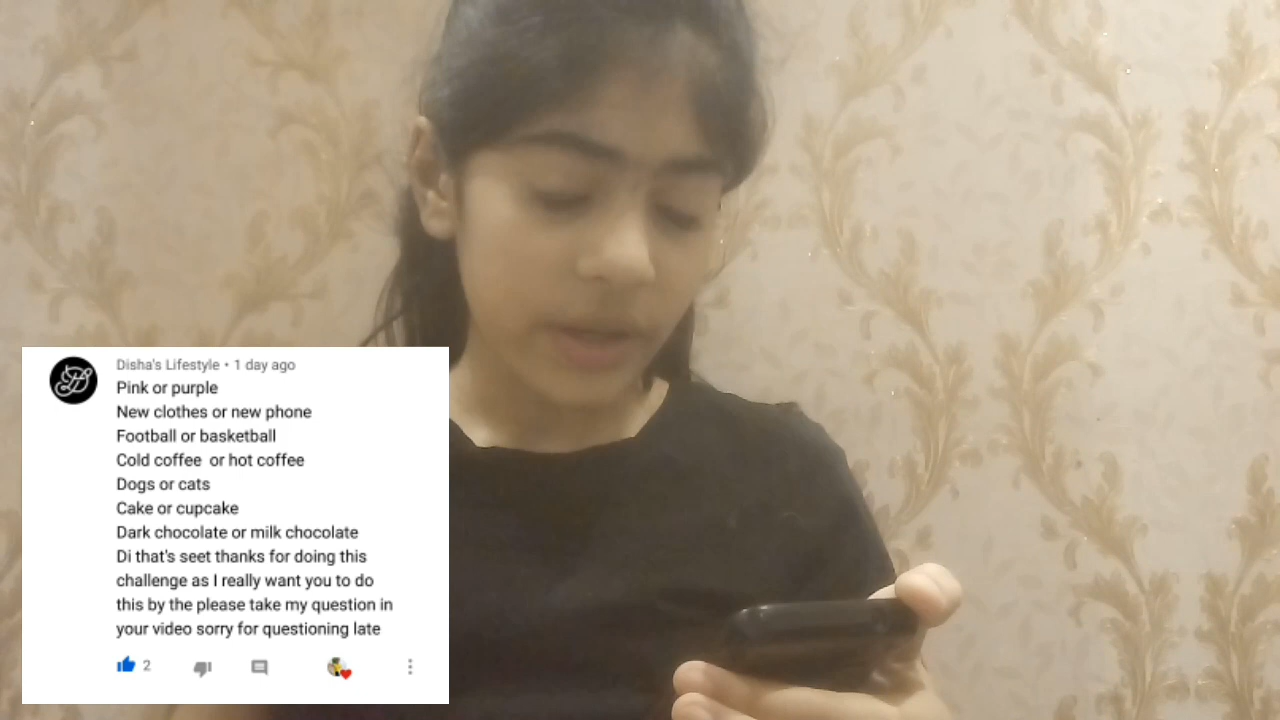 Disha's Lifestyle • 1 day ago
Pink or purple
New clothes or new phone
Football or basketball
Cold coffee or hot coffee
Dogs or cats
Cake or cupcake
Dark chocolate or milk chocolate
Di that's seet thanks for doing this
challenge as I really want you to do
this by the please take my question in
your video sorry for questioning late
2